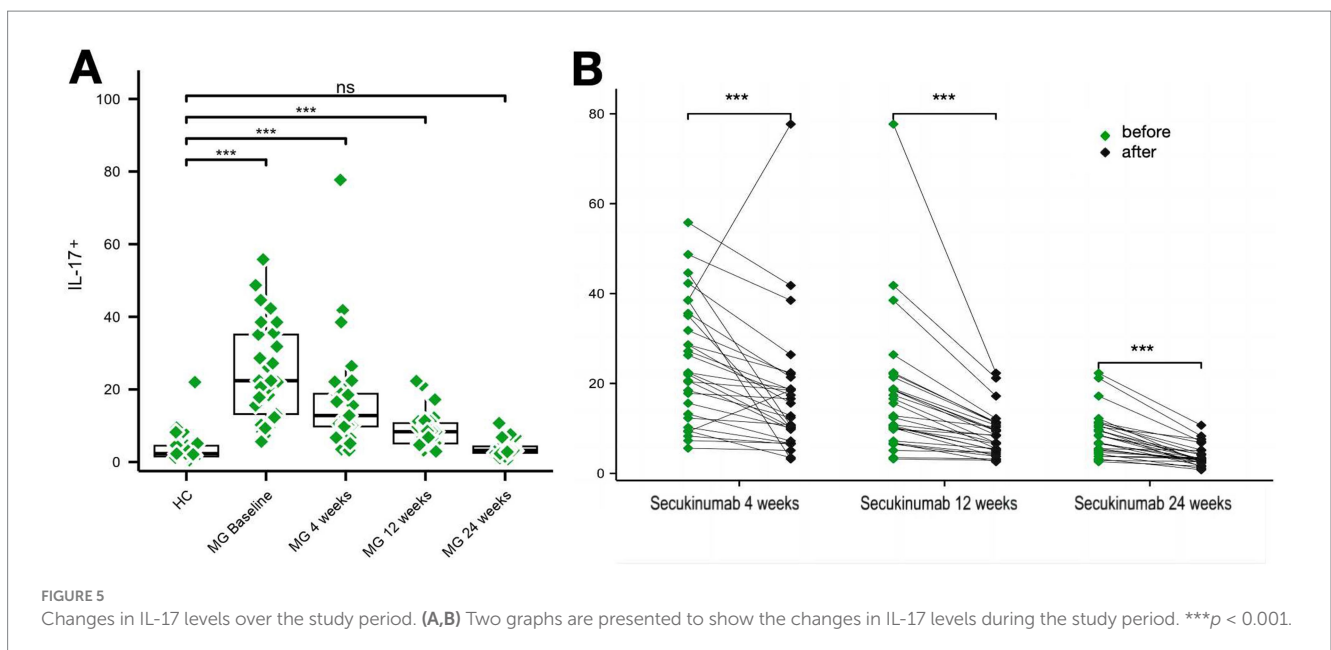 A
IL-17+
100
80
60
40
20
0
ns
***
***
***
HC
MG Baseline
MG 4 weeks
MG 12 weeks
MG 24 weeks
B
80
60
40
20
0
***
***
***
before
after
Secukinumab 4 weeks
Secukinumab 12 weeks
Secukinumab 24 weeks
FIGURE 5
Changes in IL-17 levels over the study period. (A,B) Two graphs are presented to show the changes in IL-17 levels during the study period. ***p < 0.001.